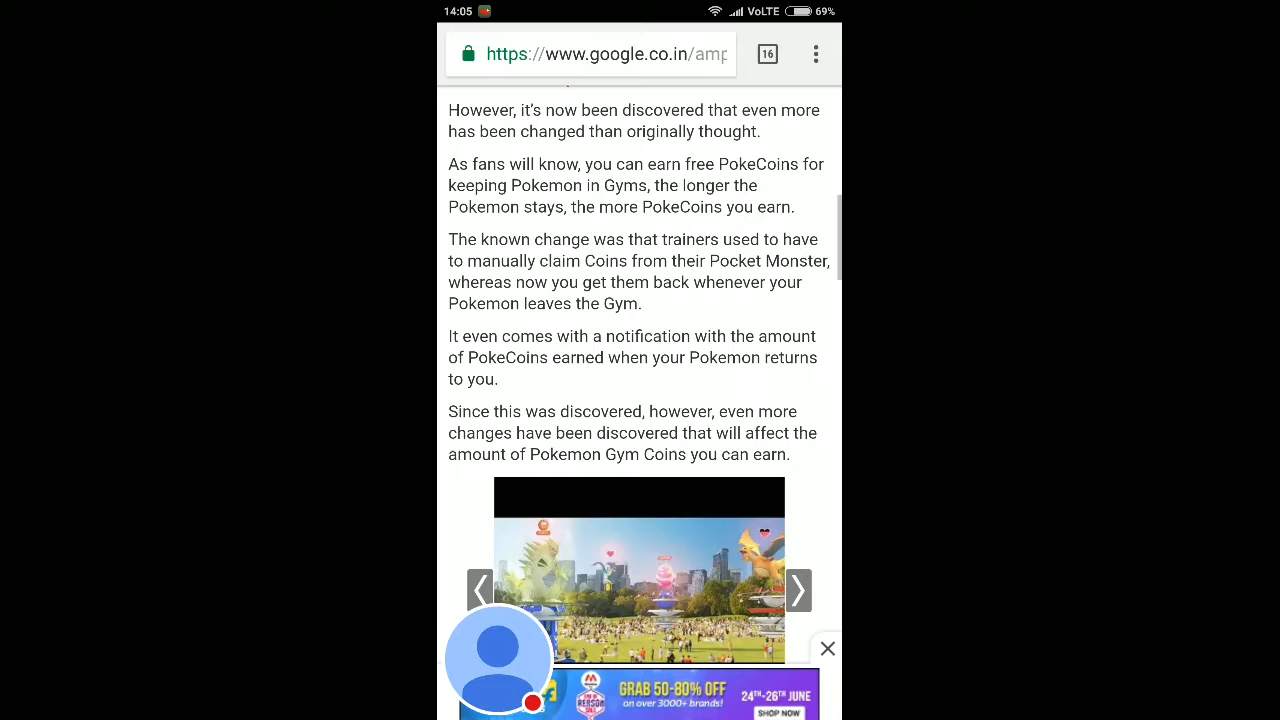 14:05
VoLTE 69%
https://www.google.co.in/amp
16
However, it's now been discovered that even more
has been changed than originally thought.
As fans will know, you can earn free PokeCoins for
keeping Pokemon in Gyms, the longer the
Pokemon stays, the more PokeCoins you earn.
The known change was that trainers used to have
to manually claim Coins from their Pocket Monster,
whereas now you get them back whenever your
Pokemon leaves the Gym.
It even comes with a notification with the amount
of PokeCoins earned when your Pokemon returns
to you.
Since this was discovered, however, even more
changes have been discovered that will affect the
amount of Pokemon Gym Coins you can earn.
GRAB 50-80% OFF
on over 3000+ brands!
24TH-26TH JUNE
SHOP NOW